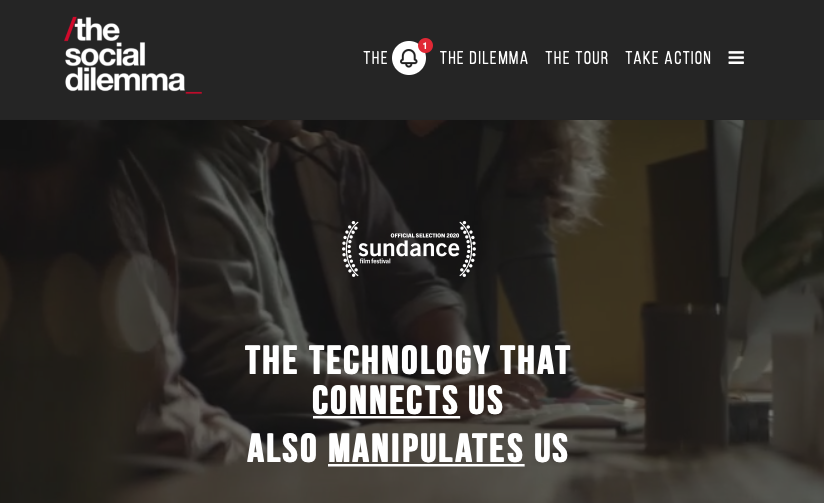 /the
social
dilemma_
THE
1
THE DILEMMA
THE TOUR
TAKE ACTION
OFFICIAL SELECTION 2020
sundance
film festival
THE TECHNOLOGY THAT
CONNECTS US
ALSO MANIPULATES US